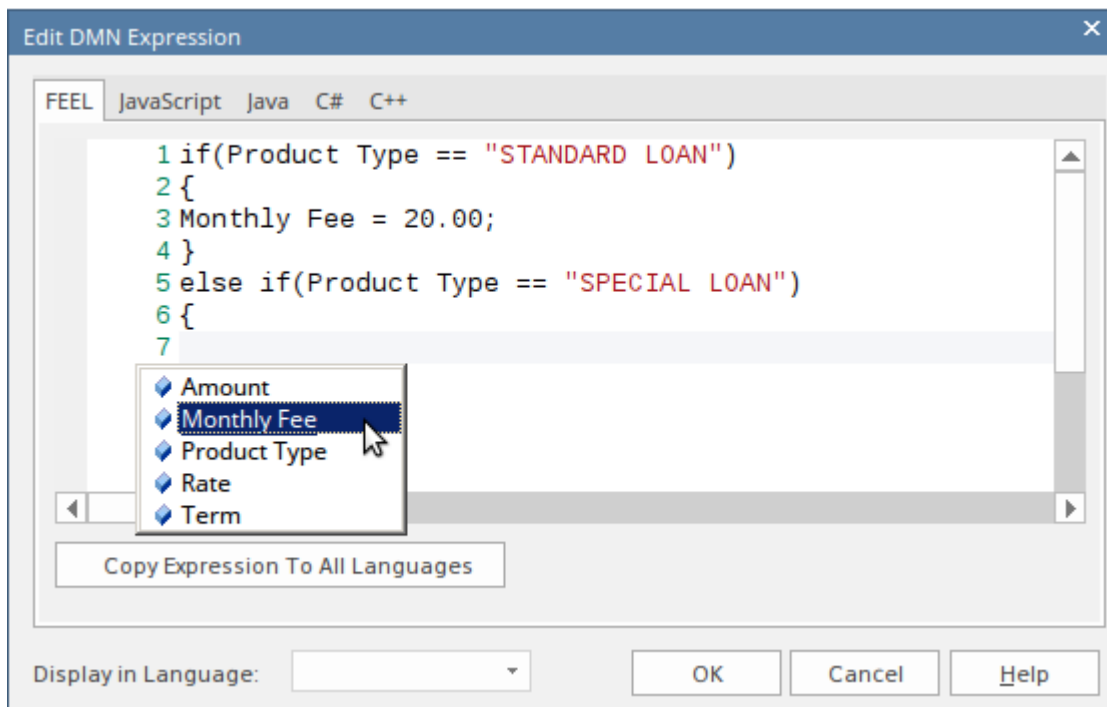 Edit DMN Expression
FEEL JavaScript Java C# C++
1 if(Product Type == "STANDARD LOAN")
2 {
3 Monthly Fee = 20.00;
4 }
5 else if(Product Type == "SPECIAL LOAN")
6 {
7
Amount
Monthly Fee
Product Type
Rate
Term
Copy Expression To All Languages
Display in Language: OK Cancel Help